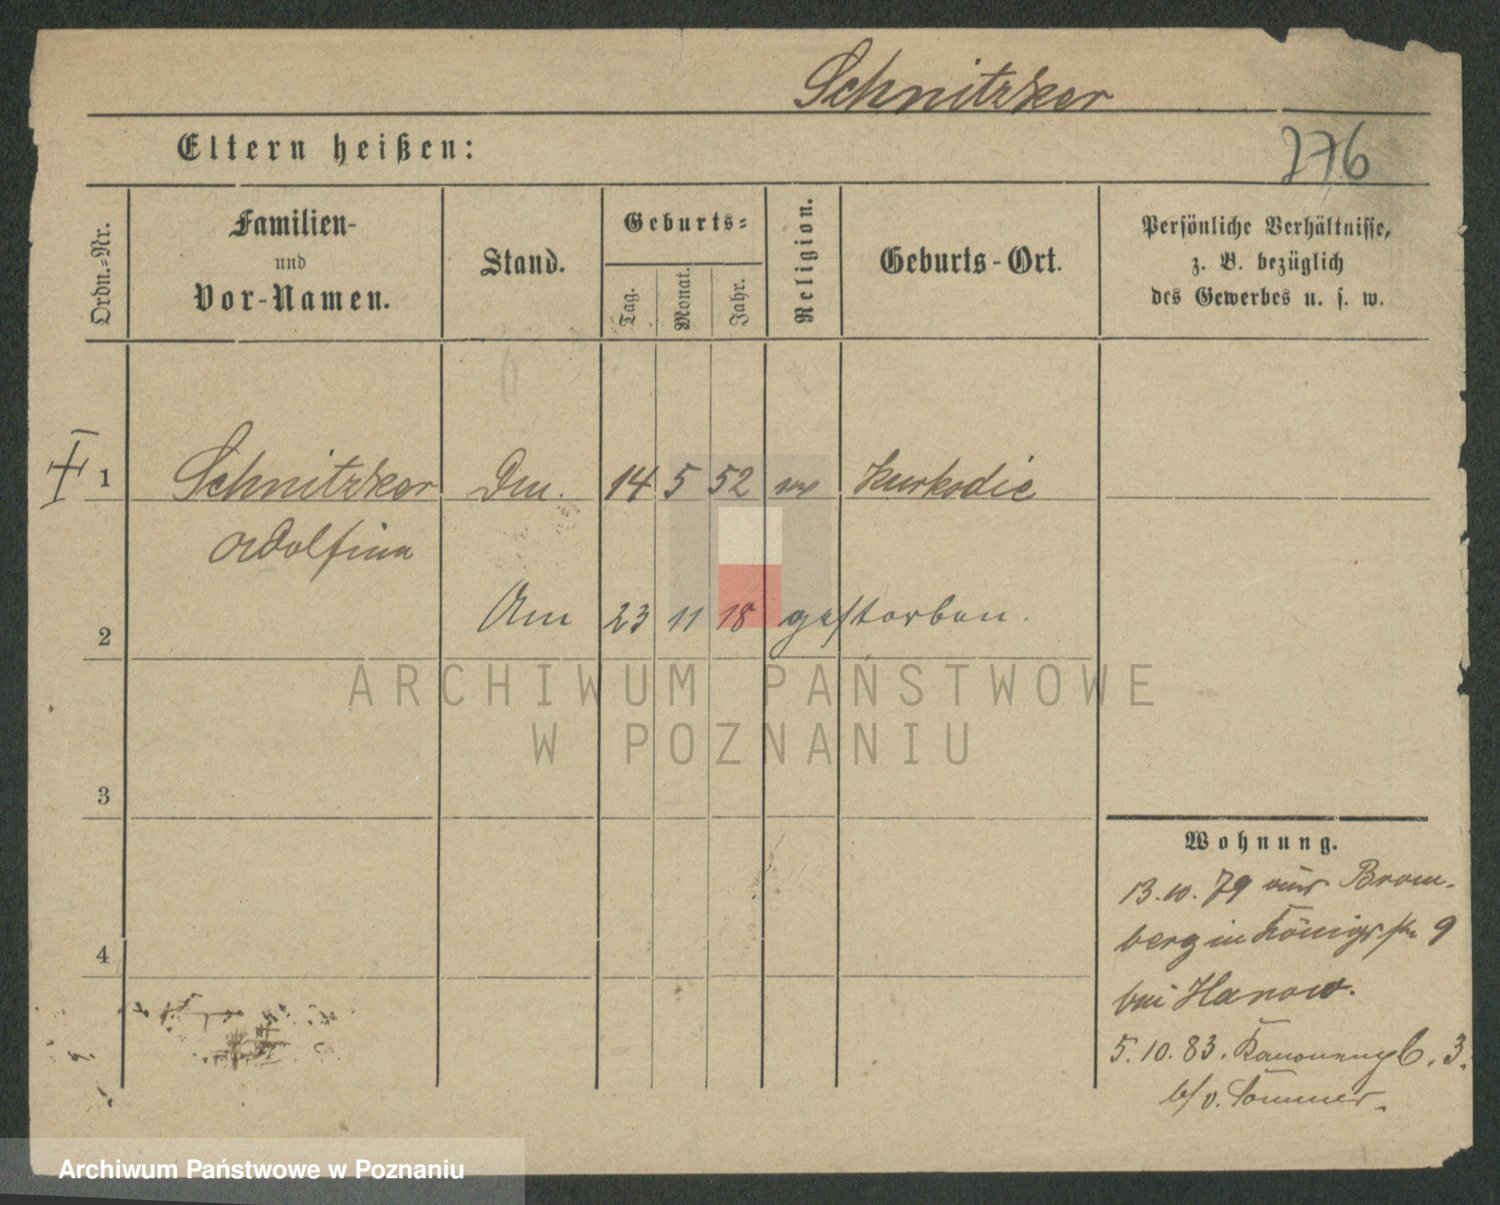 Schnitzker
Eltern heißen:
276
Ordn.-Nr.
Familien-
und
Vor-Namen.
Stand.
Geburts-
Tag.
Monat.
Jahr.
Religion.
Geburts-Ort.
Persönliche Verhältnisse,
z. B. bezüglich
des Gewerbes u. s. w.
1 Schnitzker 14 5 52
Adolfine
Am 23 11 18 gestorben.
2
ARCHIWUM PAŃSTWOWE
W POZNANIU
3
Wohnung.
13. 10. 79 aus Brom-
berg in Königsstr 9
4
bei Hanow.
5. 10. 83. 3.
b/v. Sommer.
Archiwum Państwowe w Poznaniu